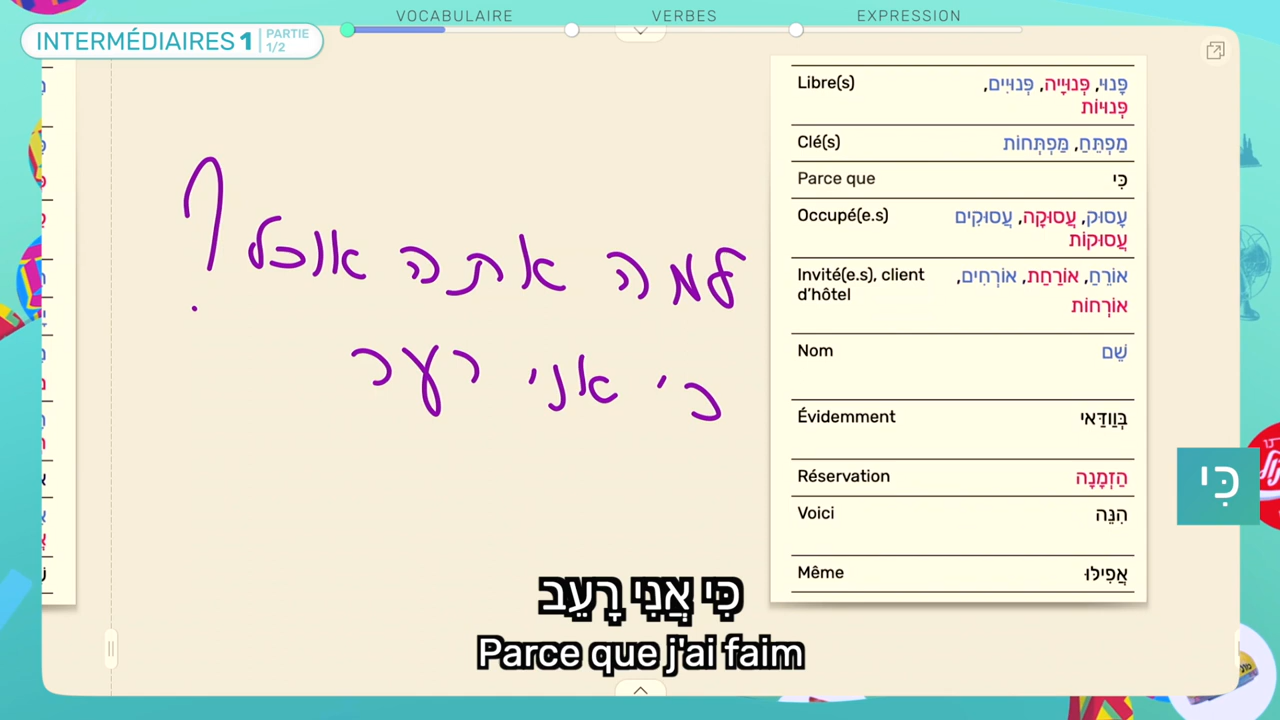 VOCABULAIRE
VERBES
EXPRESSION
INTERMÉDIAIRES 1
PARTIE
1/2
למה אתה אוכל?
כי אני רעב
Libre(s) פָּנוּי, פְּנוּיָיה, פְּנוּיִים,
פְּנוּיוֹת
Clé(s) מַפְתֵּחַ, מַפְתְּחוֹת
Parce que כִּי
Occupé(e.s) עָסוּק, עֲסוּקָה, עֲסוּקִים
עֲסוּקוֹת
Invité(e.s), client אוֹרֵחַ, אוֹרַחַת, אוֹרְחִים,
d'hôtel אוֹרְחוֹת
Nom שֵׁם
Évidemment בְּוַודַּאי
Réservation הַזְמָנָה
Voici הִנֵּה
Même אֲפִילּוּ
כִּי
כִּי אֲנִי רָעֵב
Parce que j'ai faim